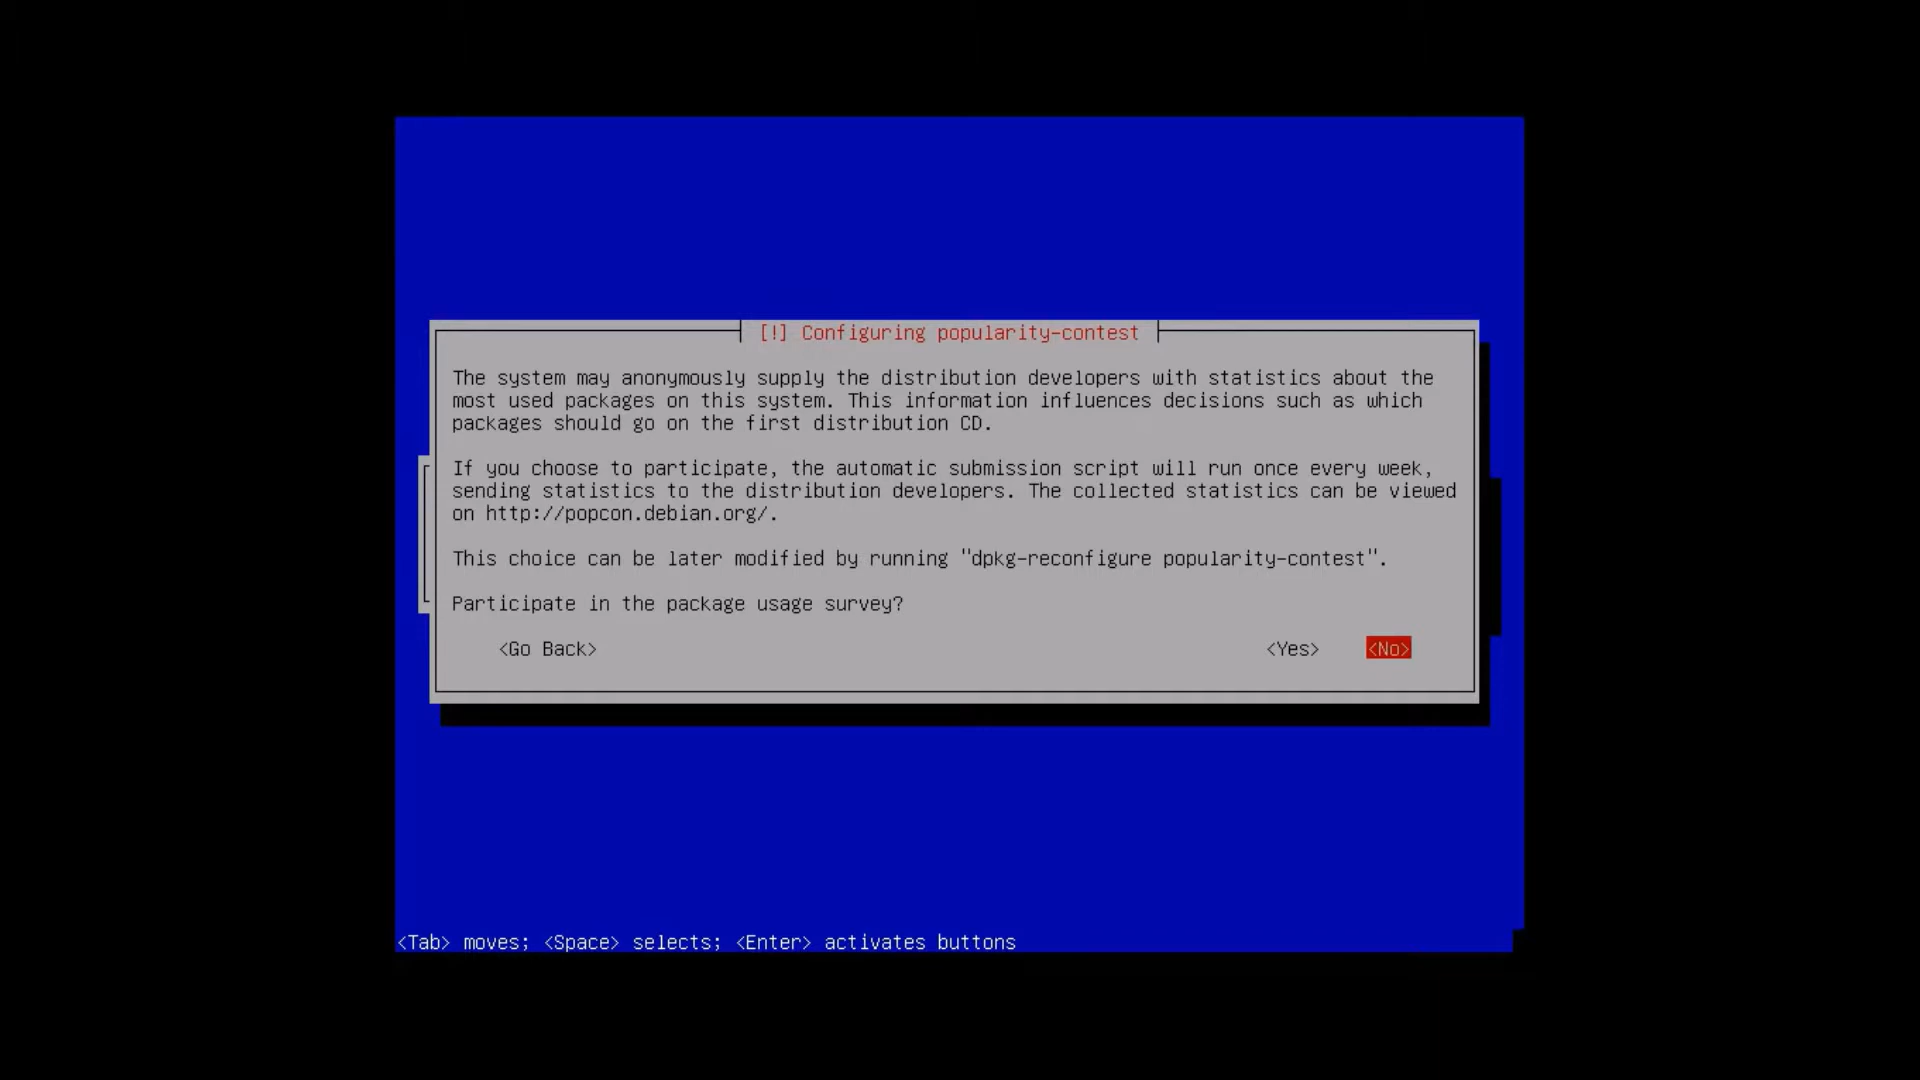 [!] Configuring popularity-contest
The system may anonymously supply the distribution developers with statistics about the
most used packages on this system. This information influences decisions such as which
packages should go on the first distribution CD.
If you choose to participate, the automatic submission script will run once every week,
sending statistics to the distribution developers. The collected statistics can be viewed
on http://popcon.debian.org/.
This choice can be later modified by running "dpkg-reconfigure popularity-contest".
Participate in the package usage survey?
<Go Back> <Yes> <No>
<Tab> moves; <Space> selects; <Enter> activates buttons